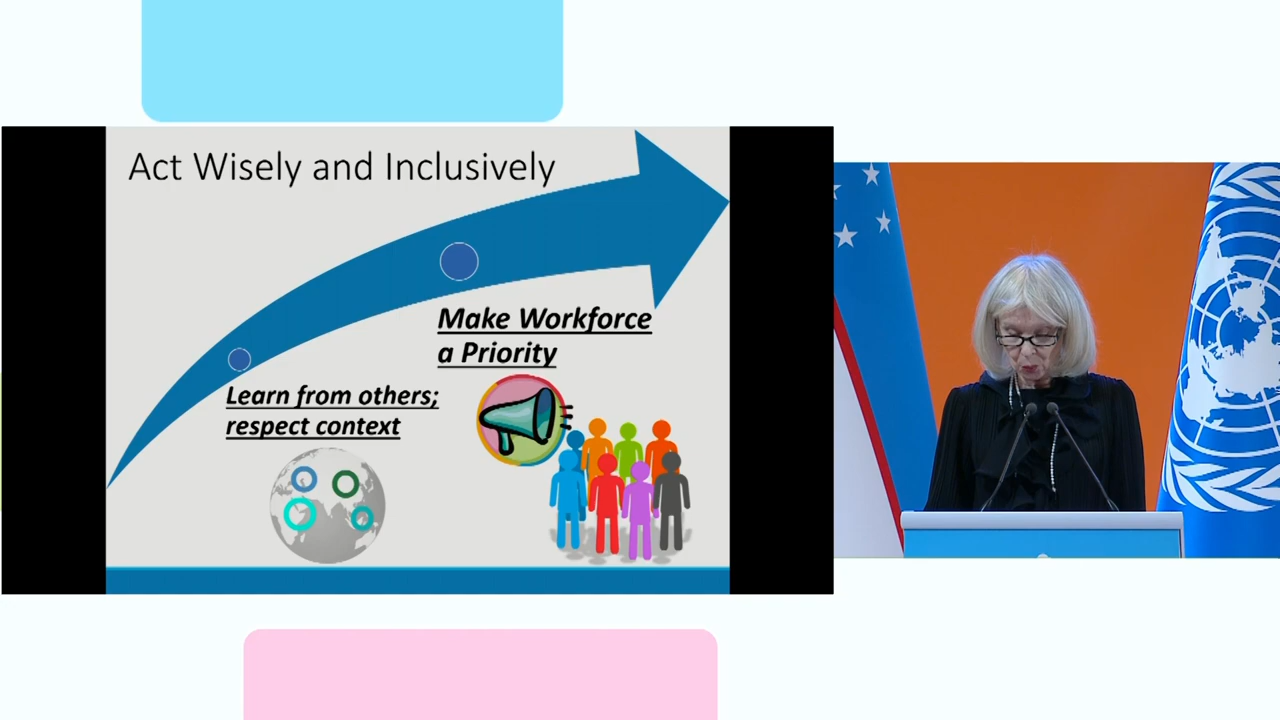 Act Wisely and Inclusively
Make Workforce
a Priority
Learn from others;
respect context